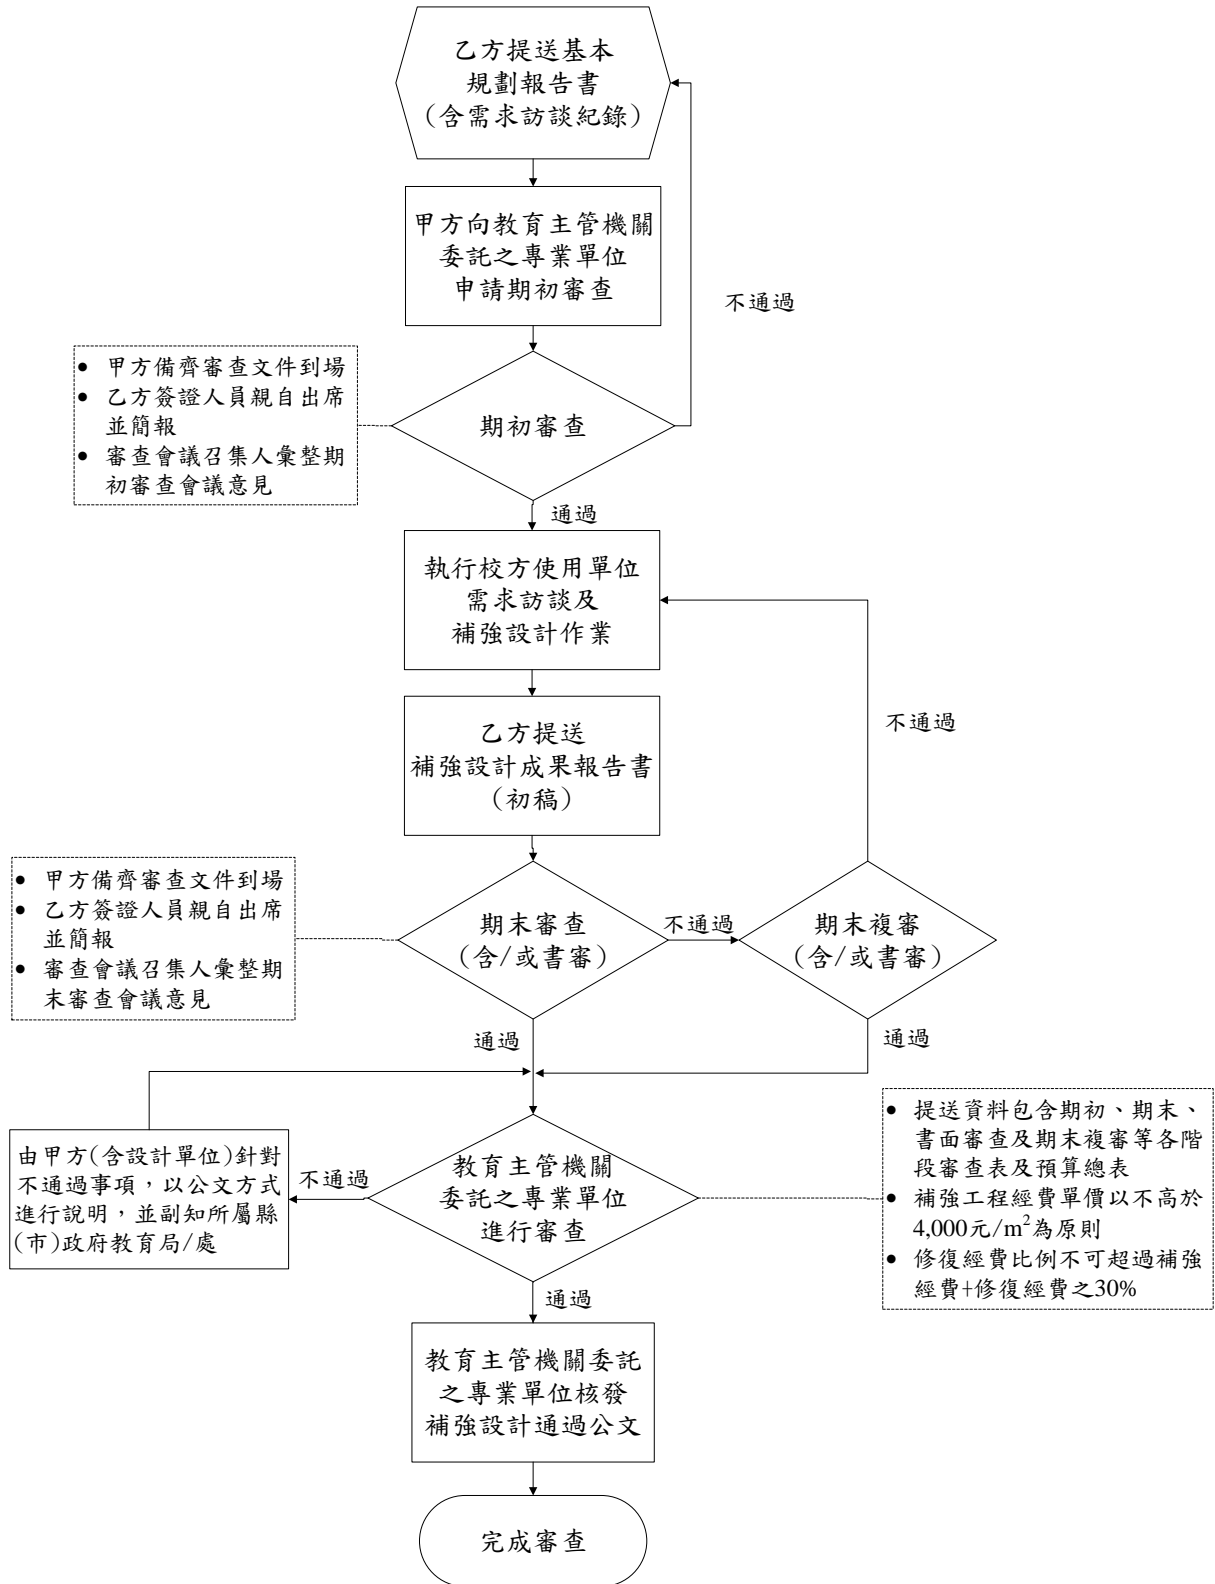 乙方提送基本
規劃報告書
(含需求訪談紀錄)
甲方向教育主管機關
委託之專業單位
申請期初審查
不通過
● 甲方備齊審查文件到場
● 乙方簽證人員親自出席
並簡報
● 審查會議召集人彙整期
初審查會議意見
期初審查
通過
執行校方使用單位
需求訪談及
補強設計作業
不通過
乙方提送
補強設計成果報告書
(初稿)
● 甲方備齊審查文件到場
● 乙方簽證人員親自出席
並簡報
● 審查會議召集人彙整期
末審查會議意見
期末審查
(含/或書審)
不通過
期末複審
(含/或書審)
通過
通過
由甲方(含設計單位)針對
不通過事項，以公文方式
進行說明，並副知所屬縣
(市)政府教育局/處
不通過
教育主管機關
委託之專業單位
進行審查
● 提送資料包含期初、期末、
書面審查及期末複審等各階
段審查表及預算總表
● 補強工程經費單價以不高於
4,000元/m²為原則
● 修復經費比例不可超過補強
經費+修復經費之30%
通過
教育主管機關委託
之專業單位核發
補強設計通過公文
完成審查